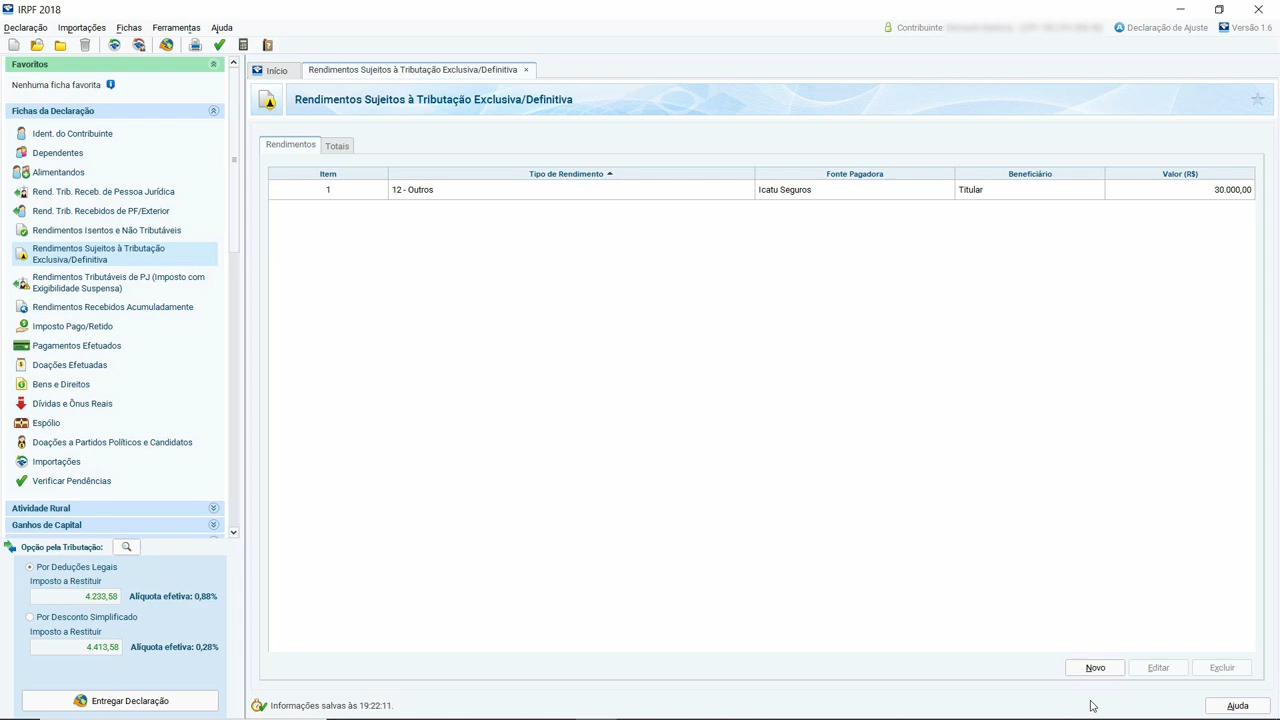 IRPF 2018
Declaração Importações Fichas Ferramentas Ajuda
Contribuinte
Declaração de Ajuste
Versão 1.6
Favoritos
Nenhuma ficha favorita
Fichas da Declaração
Ident. do Contribuinte
Dependentes
Alimentandos
Rend. Trib. Receb. de Pessoa Jurídica
Rend. Trib. Recebidos de PF/Exterior
Rendimentos Isentos e Não Tributáveis
Rendimentos Sujeitos à Tributação
Exclusiva/Definitiva
Rendimentos Tributáveis de PJ (Imposto com
Exigibilidade Suspensa)
Rendimentos Recebidos Acumuladamente
Imposto Pago/Retido
Pagamentos Efetuados
Doações Efetuadas
Bens e Direitos
Dívidas e Ônus Reais
Espólio
Doações a Partidos Políticos e Candidatos
Importações
Verificar Pendências
Atividade Rural
Ganhos de Capital
Opção pela Tributação:
Por Deduções Legais
Imposto a Restituir
4.233,58 Alíquota efetiva: 0,88%
Por Desconto Simplificado
Imposto a Restituir
4.413,58 Alíquota efetiva: 0,28%
Entregar Declaração
Início
Rendimentos Sujeitos à Tributação Exclusiva/Definitiva ×
Rendimentos Sujeitos à Tributação Exclusiva/Definitiva
Rendimentos Totais
Item Tipo de Rendimento Fonte Pagadora Beneficiário Valor (R$)
1 12 - Outros Icatu Seguros Titular 30.000,00
Novo Editar Excluir
Informações salvas às 19:22:11.
Ajuda